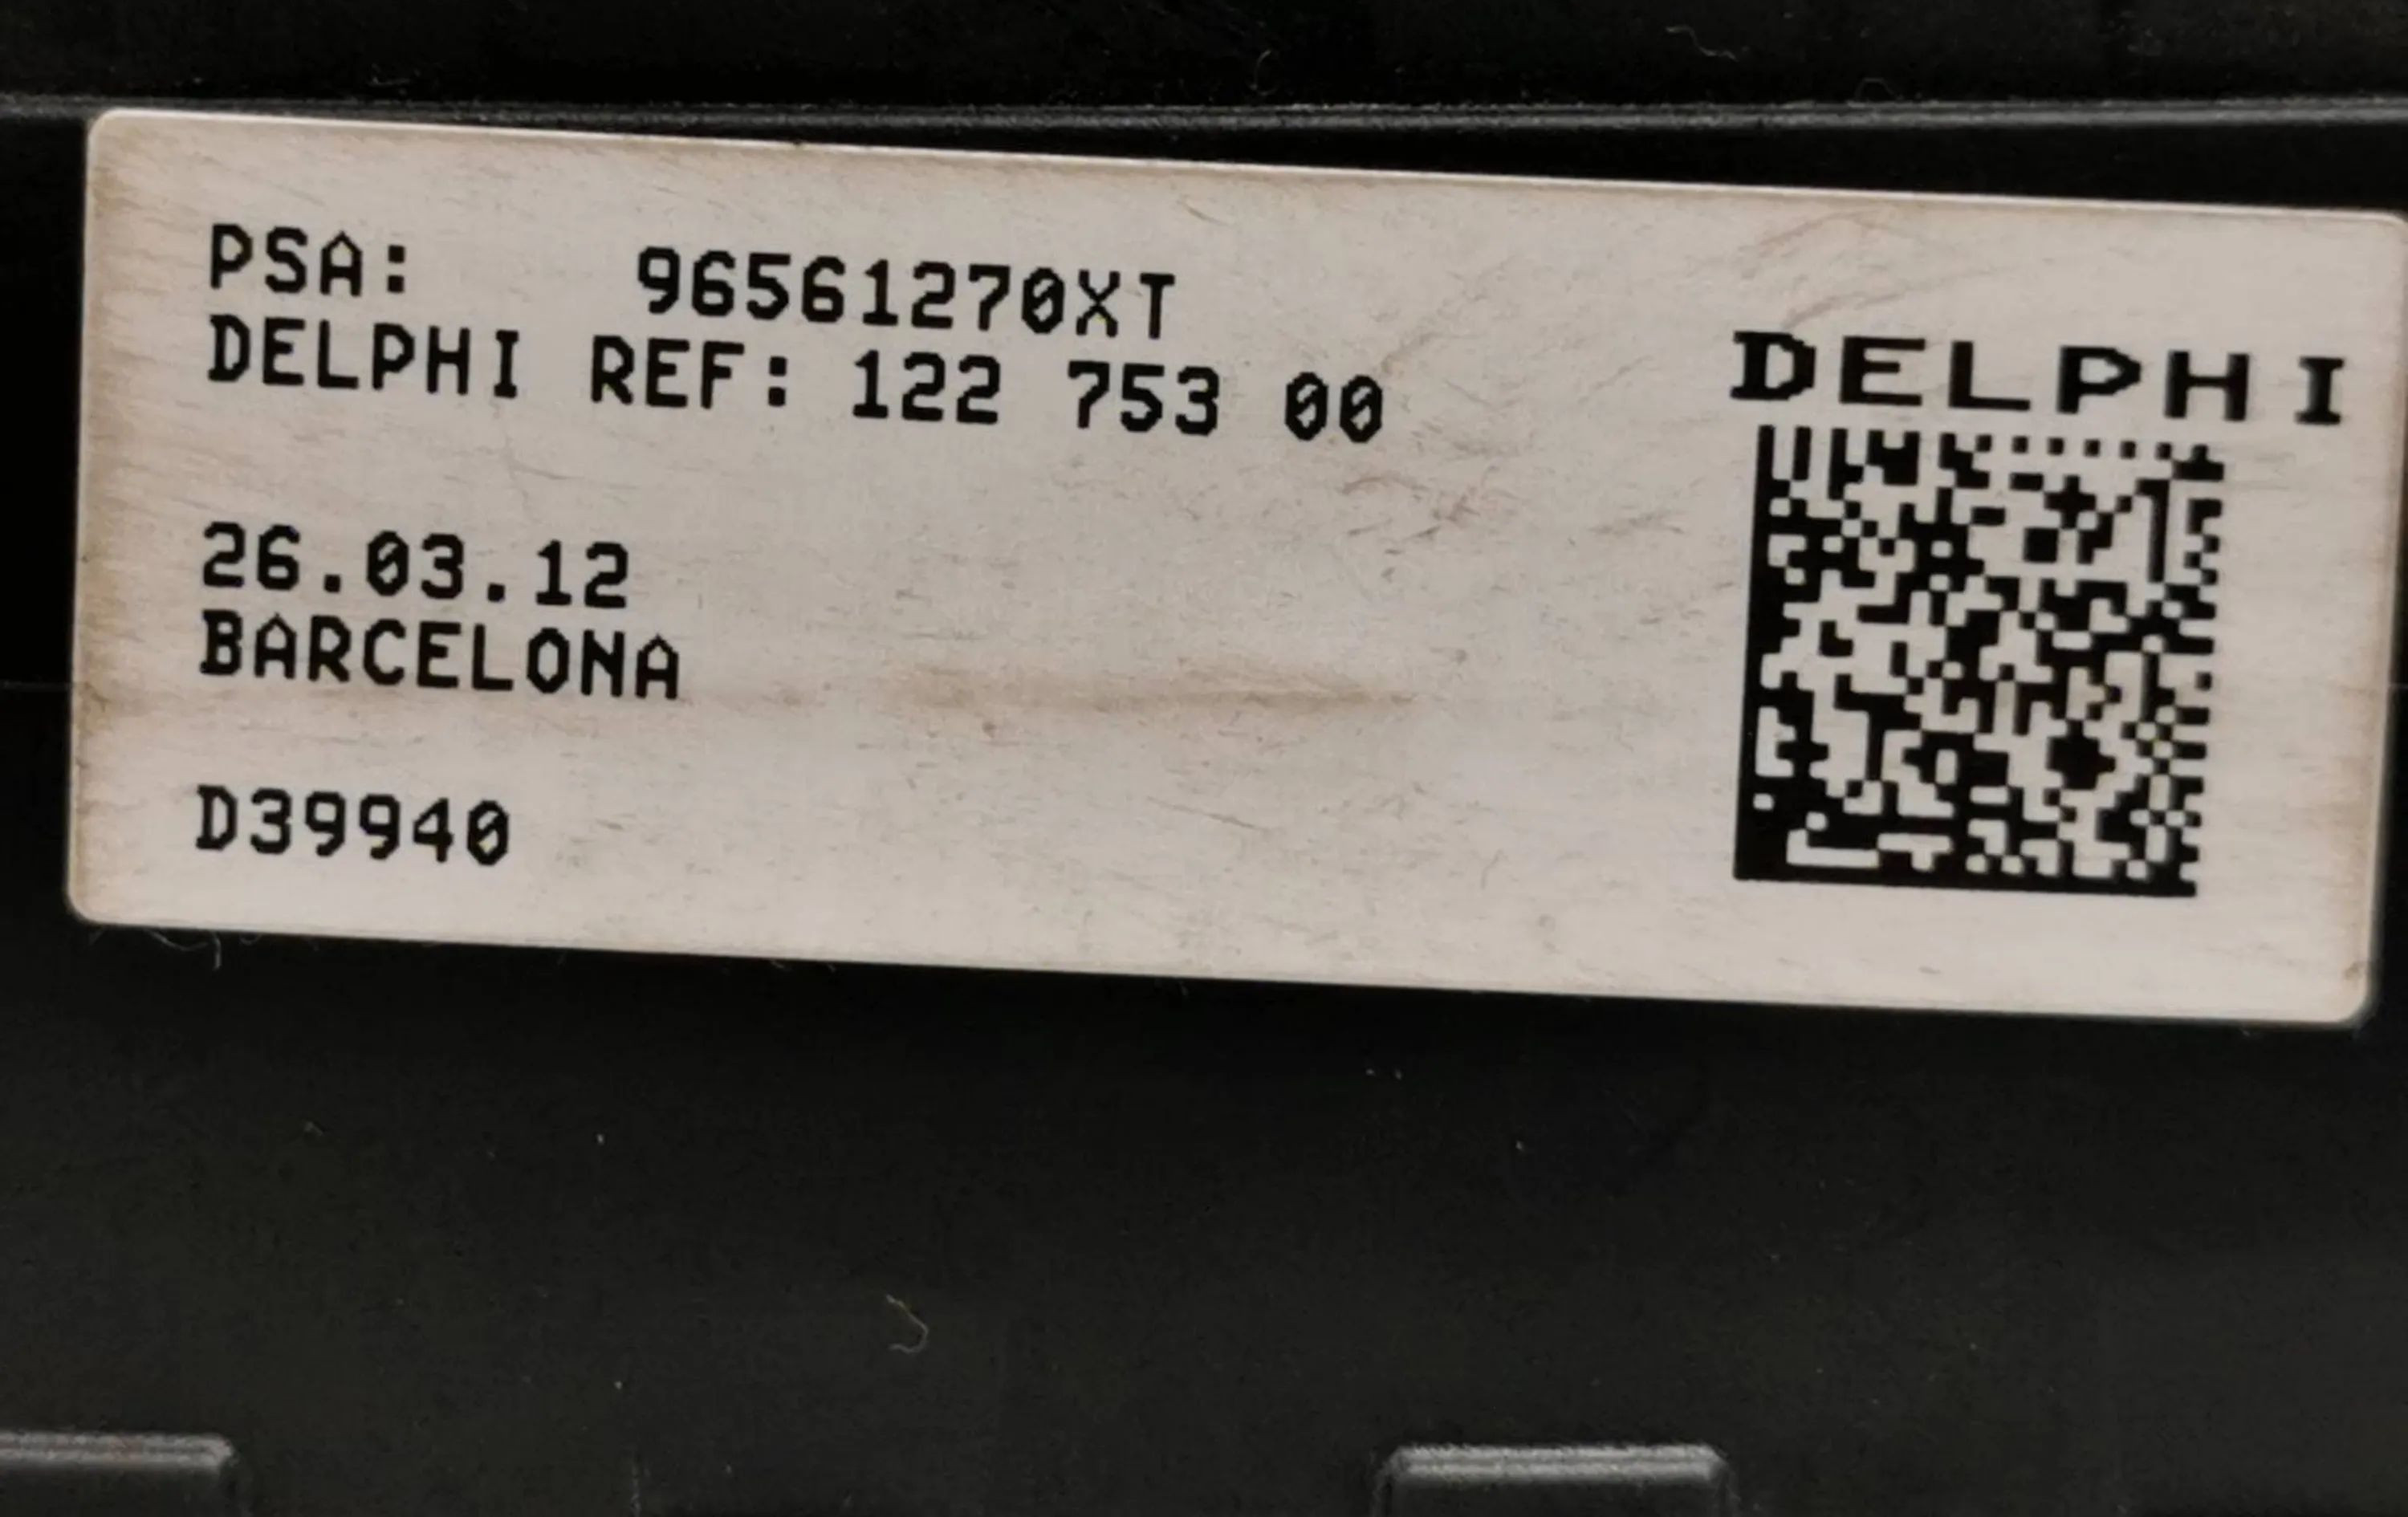 PSA: 96561270XT
DELPHI REF: 122 753 00
DELPHI
26.03.12
BARCELONA
D39940